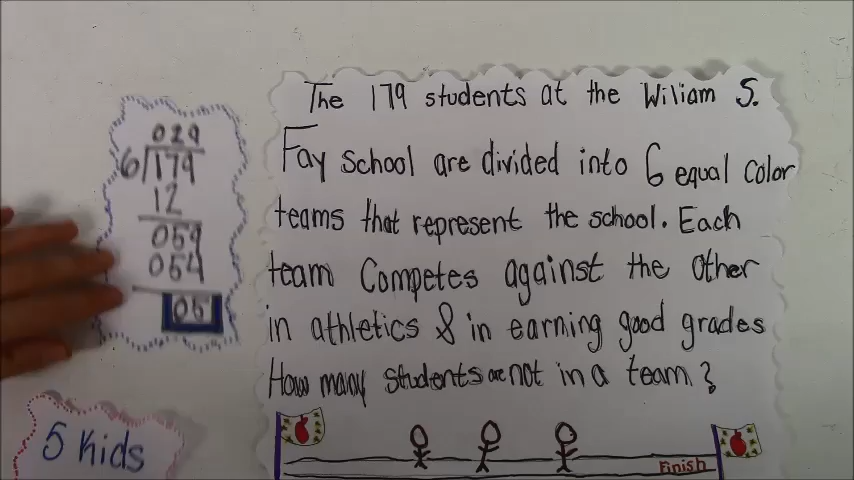 029
6)179
12
059
054
05
5 Kids
The 179 students at the Wiliam S.
Fay school are divided into 6 equal color
teams that represent the school. Each
team Competes against the other
in athletics & in earning good grades
How many students are not in a team?
Finish